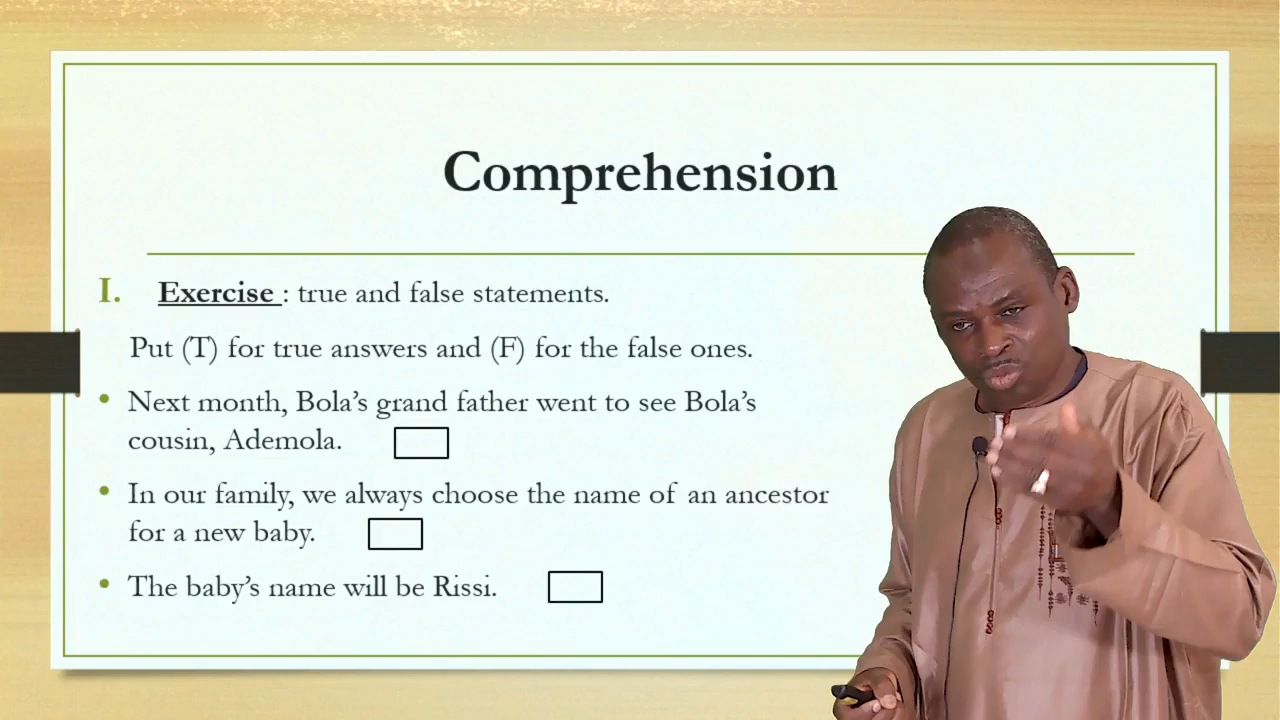 Comprehension
I. Exercise : true and false statements.
Put (T) for true answers and (F) for the false ones.
• Next month, Bola’s grand father went to see Bola’s
cousin, Ademola.
• In our family, we always choose the name of an ancestor
for a new baby.
• The baby’s name will be Rissi.